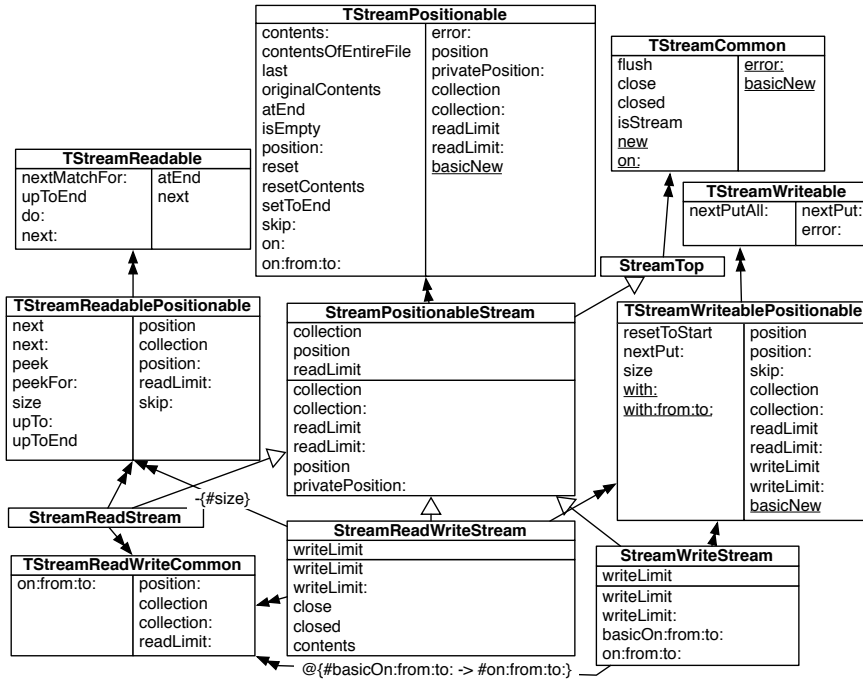 TStreamPositionable
contents:
contentsOfEntireFile
last
originalContents
atEnd
isEmpty
position:
reset
resetContents
setToEnd
skip:
on:
on:from:to:
error:
position
privatePosition:
collection
collection:
readLimit
readLimit:
basicNew
TStreamCommon
flush
close
closed
isStream
new
on:
error:
basicNew
TStreamReadable
nextMatchFor:
upToEnd
do:
next:
atEnd
next
TStreamWriteable
nextPutAll:
nextPut:
error:
StreamTop
TStreamReadablePositionable
next
next:
peek
peekFor:
size
upTo:
upToEnd
position
collection
position:
readLimit:
skip:
StreamPositionableStream
collection
position
readLimit
collection
collection:
readLimit
readLimit:
position
privatePosition:
TStreamWriteablePositionable
resetToStart
nextPut:
size
with:
with:from:to:
position
position:
skip:
collection
collection:
readLimit
readLimit:
writeLimit
writeLimit:
basicNew
-{#size}
StreamReadStream
TStreamReadWriteCommon
on:from:to:
position:
collection
collection:
readLimit:
StreamReadWriteStream
writeLimit
writeLimit
writeLimit:
close
closed
contents
StreamWriteStream
writeLimit
writeLimit
writeLimit:
basicOn:from:to:
on:from:to:
@{#basicOn:from:to: -> #on:from:to:}